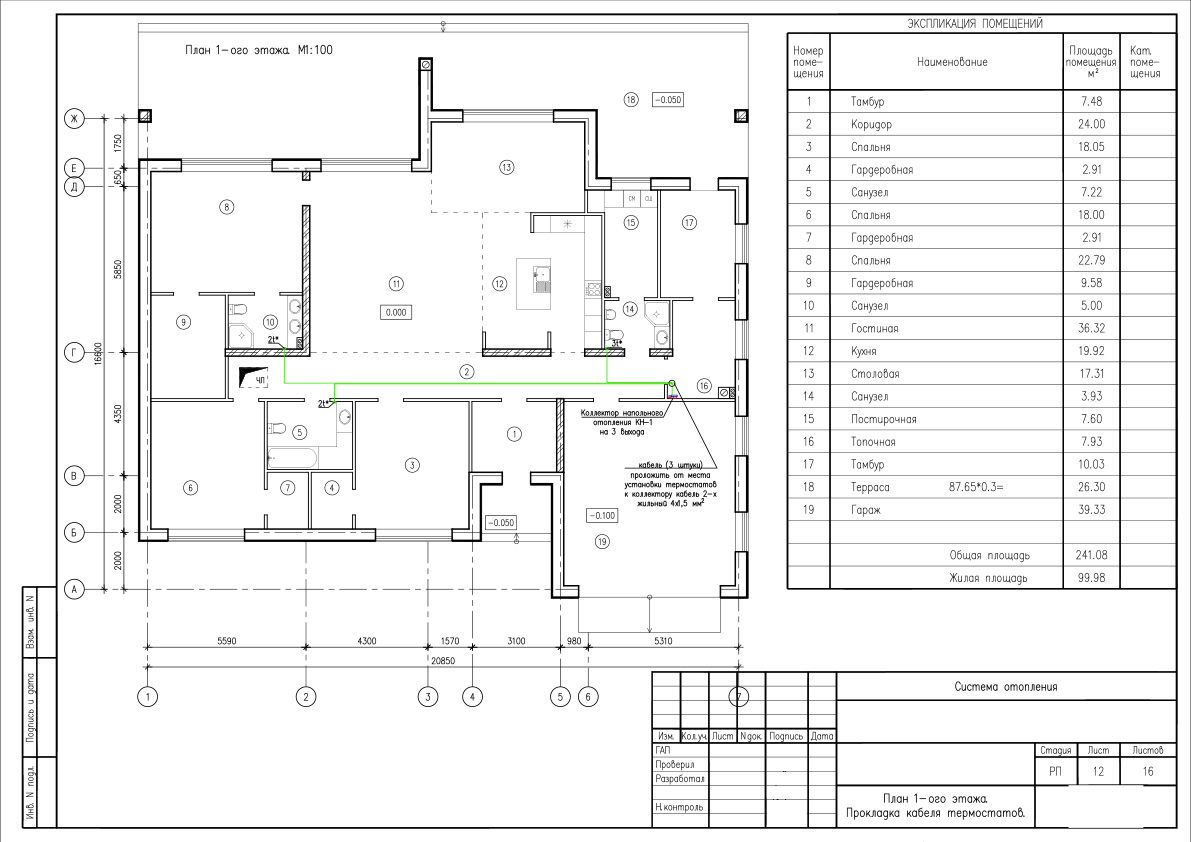 План 1-ого этажа. М1:100
ЭКСПЛИКАЦИЯ ПОМЕЩЕНИЙ
Номер поме-щения Наименование Площадь помещения м² Кат. поме-щения
1 Тамбур 7.48
2 Коридор 24.00
3 Спальня 18.05
4 Гардеробная 2.91
5 Санузел 7.22
6 Спальня 18.00
7 Гардеробная 2.91
8 Спальня 22.79
9 Гардеробная 9.58
10 Санузел 5.00
11 Гостиная 36.32
12 Кухня 19.92
13 Столовая 17.31
14 Санузел 3.93
15 Постирочная 7.60
16 Топочная 7.93
17 Тамбур 10.03
18 Терраса 87.65*0.3= 26.30
19 Гараж 39.33
Общая площадь 241.08
Жилая площадь 99.98
18 -0.050
Ж
Е
Д
Г
В
Б
А
1750
650
5850
16600
4350
2000
2000
13
8
15
СМ
СШ
17
11
0.000
12
9
10
2t*
14
3t*
2
ЧП
16
2t*
5
1
3
6
7
4
Коллектор напольного
отопления КН-1
на 3 выхода
кабель (3 штуки)
проложить от места
установки термостатов
к коллектору кабель 2-х
жильный 4х1,5 мм²
-0.050
-0.100
19
5590 4300 1570 3100 980 5310
20850
1 2 3 4 5 6 7
Взам. инв. N
Подпись и дата
Инв. N подл.
Изм. Кол.уч. Лист Nдок. Подпись Дата
ГАП
Проверил
Разработал
Н.контроль
Система отопления
Стадия Лист Листов
РП 12 16
План 1-ого этажа.
Прокладка кабеля термостатов.